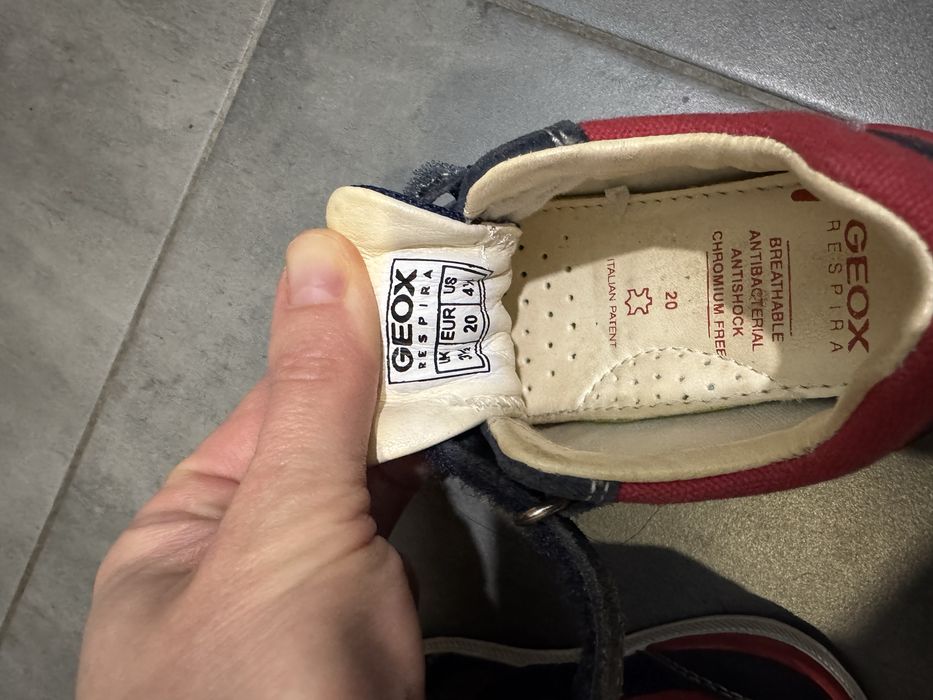 GEOX
RESPIRA
UK EUR US
3½ 20 4½
GEOX
RESPIRA
BREATHABLE
ANTIBACTERIAL
ANTISHOCK
CHROMIUM FREE
20
ITALIAN PATENT